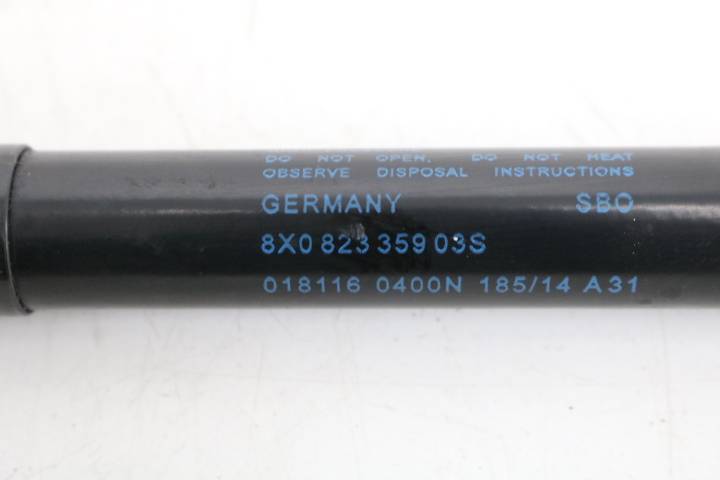 DO NOT OPEN, DO NOT HEAT
OBSERVE DISPOSAL INSTRUCTIONS
GERMANY SBO
8X0 823 359 03S
018116 0400N 185/14 A31